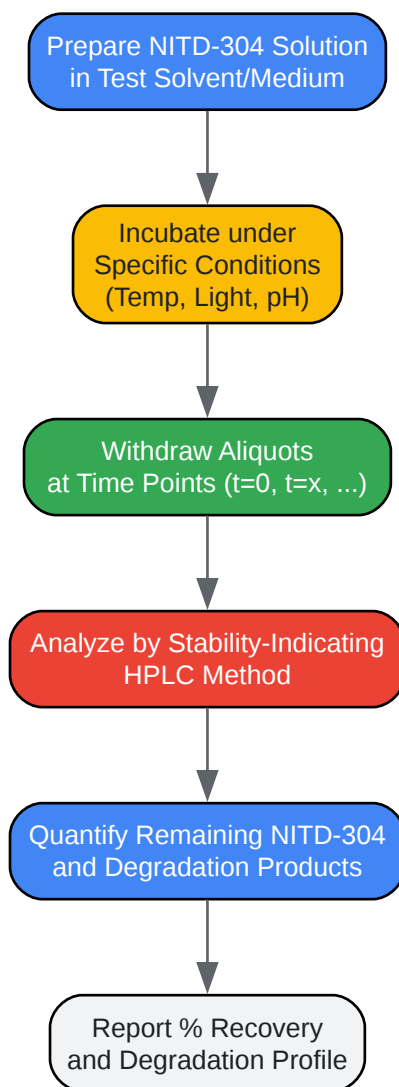 Prepare NITD-304 Solution
in Test Solvent/Medium
Incubate under
Specific Conditions
(Temp, Light, pH)
Withdraw Aliquots
at Time Points (t=0, t=x, ...)
Analyze by Stability-Indicating
HPLC Method
Quantify Remaining NITD-304
and Degradation Products
Report % Recovery
and Degradation Profile